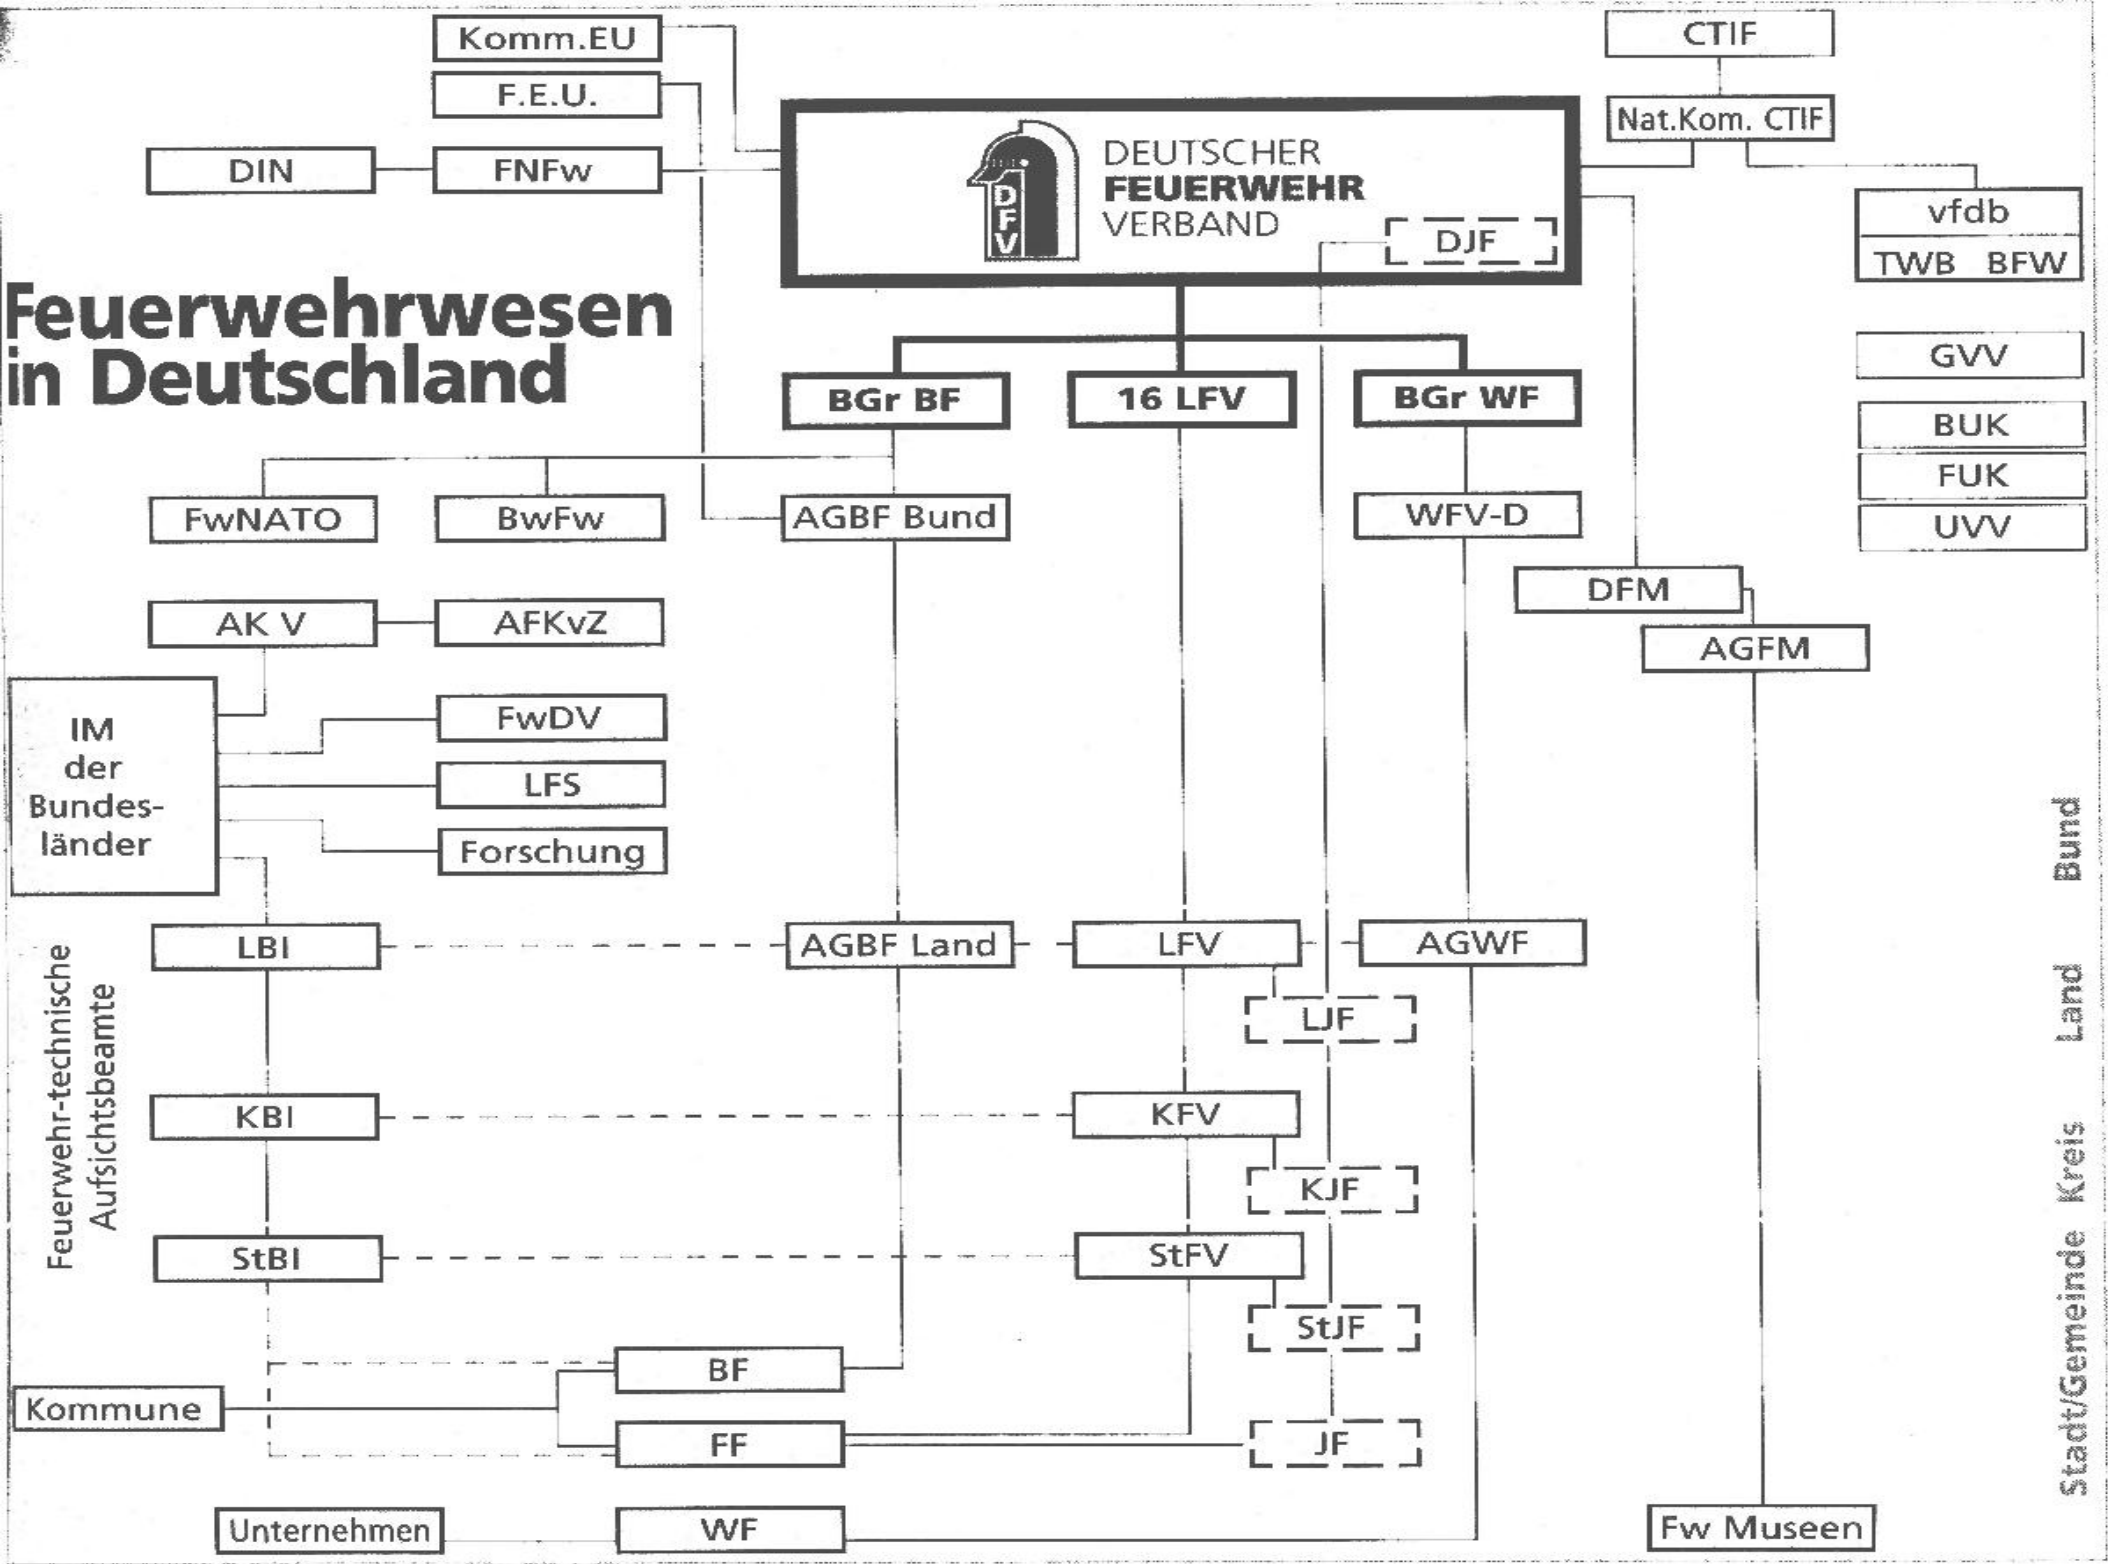 Komm.EU
CTIF
F.E.U.
Nat.Kom. CTIF
DIN
FNFw
DFV
DEUTSCHER
FEUERWEHR
VERBAND
DJF
vfdb
TWB BFW
Feuerwehrwesen
in Deutschland
GVV
BGr BF
16 LFV
BGr WF
BUK
FUK
FwNATO
BwFw
AGBF Bund
WFV-D
UVV
DFM
AK V
AFKvZ
AGFM
IM
der
Bundes-
länder
FwDV
LFS
Forschung
Bund
LBI
AGBF Land
LFV
AGWF
LJF
Land
Feuerwehr-technische
Aufsichtsbeamte
KBI
KFV
KJF
Kreis
StBI
StFV
StJF
Stadt/Gemeinde
BF
Kommune
FF
JF
Unternehmen
WF
Fw Museen